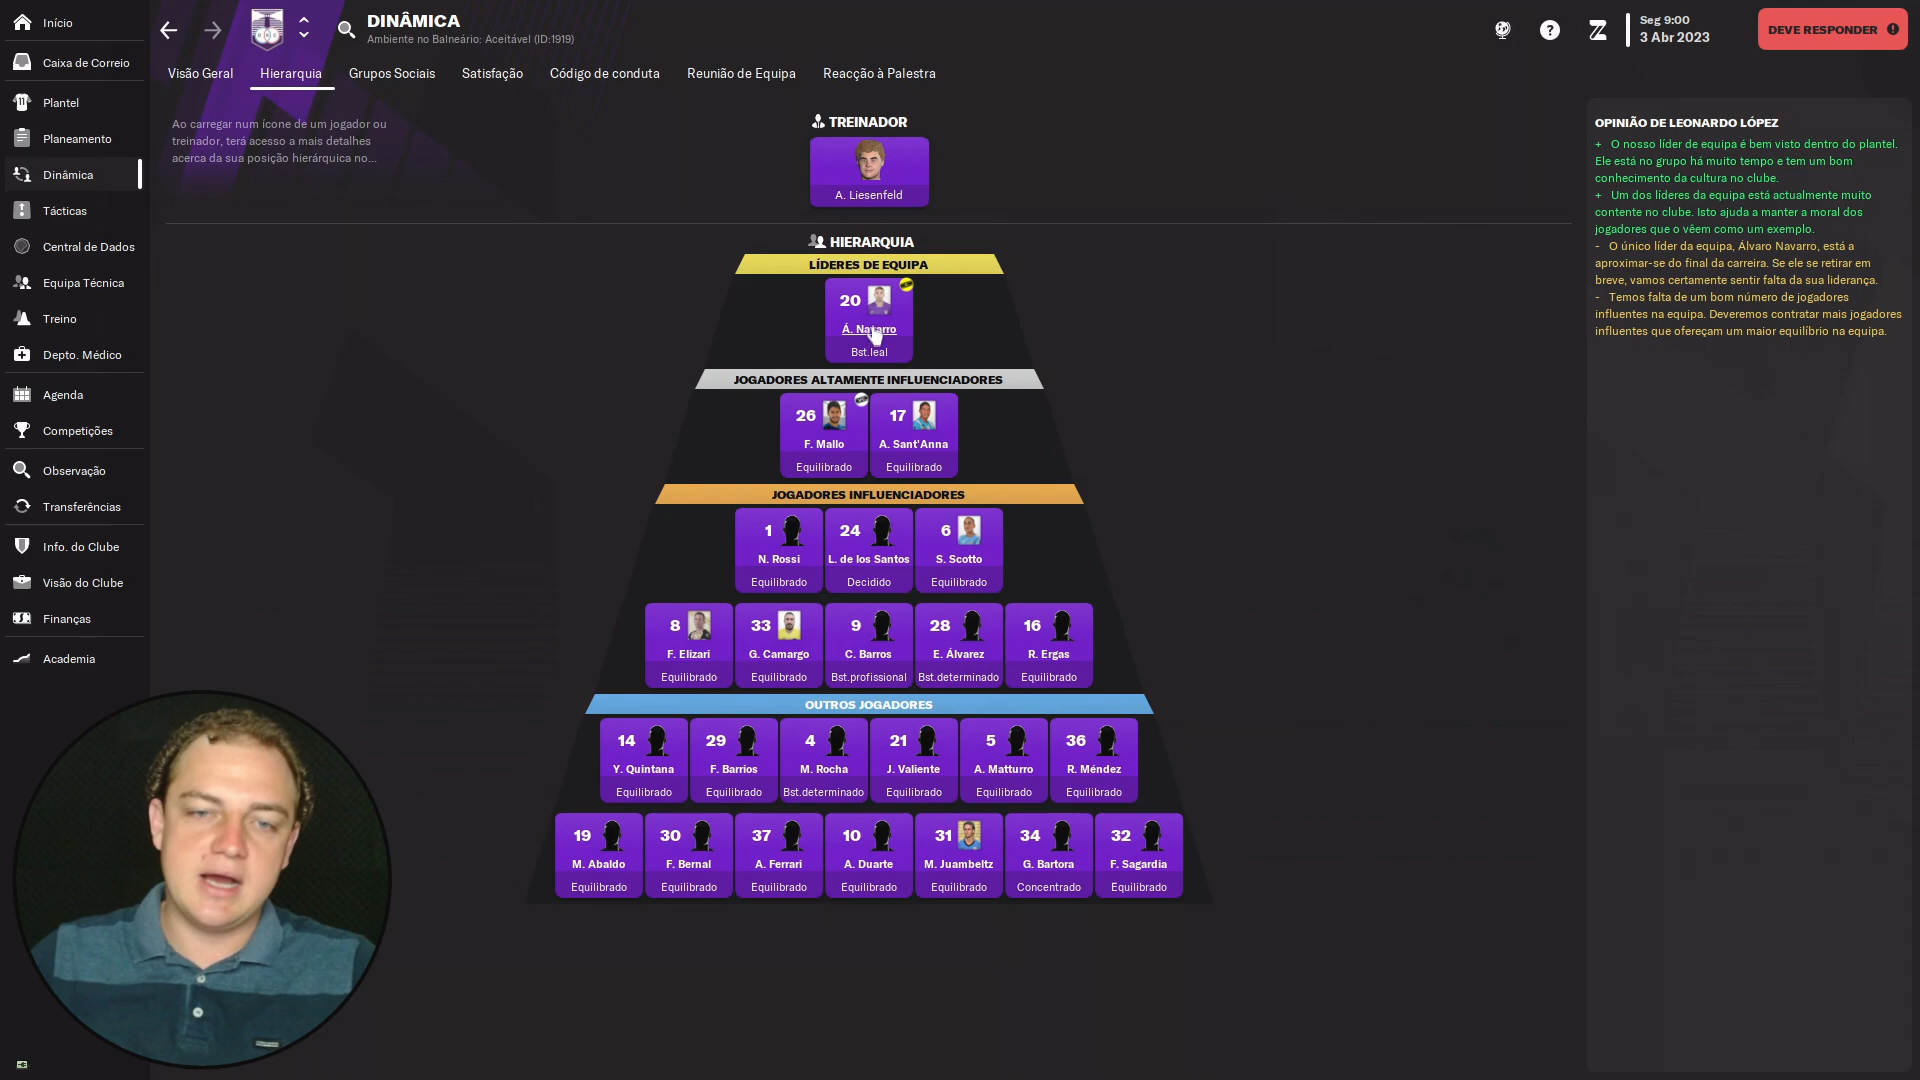 Início
Caixa de Correio
Plantel
Planeamento
Dinâmica
Tácticas
Central de Dados
Equipa Técnica
Treino
Depto. Médico
Agenda
Competições
Observação
Transferências
Info. do Clube
Visão do Clube
Finanças
Academia
DINÂMICA
Ambiente no Balneário: Aceitável (ID:1919)
Seg 9:00
3 Abr 2023
DEVE RESPONDER
Visão Geral
Hierarquia
Grupos Sociais
Satisfação
Código de conduta
Reunião de Equipa
Reacção à Palestra
Ao carregar num ícone de um jogador ou
treinador, terá acesso a mais detalhes
acerca da sua posição hierárquica no...
TREINADOR
A. Liesenfeld
HIERARQUIA
LÍDERES DE EQUIPA
20
Á. Navarro
Bst.leal
JOGADORES ALTAMENTE INFLUENCIADORES
26 17
F. Mallo A. Sant'Anna
Equilibrado Equilibrado
JOGADORES INFLUENCIADORES
1 24 6
N. Rossi L. de los Santos S. Scotto
Equilibrado Decidido Equilibrado
8 33 9 28 16
F. Elizari G. Camargo C. Barros E. Álvarez R. Ergas
Equilibrado Equilibrado Bst.profissional Bst.determinado Equilibrado
OUTROS JOGADORES
14 29 4 21 5 36
Y. Quintana F. Barrios M. Rocha J. Valiente A. Matturro R. Méndez
Equilibrado Equilibrado Bst.determinado Equilibrado Equilibrado Equilibrado
19 30 37 10 31 34 32
M. Abaldo F. Bernal A. Ferrari A. Duarte M. Juambeltz G. Bartora F. Sagardia
Equilibrado Equilibrado Equilibrado Equilibrado Equilibrado Concentrado Equilibrado
OPINIÃO DE LEONARDO LÓPEZ
+ O nosso líder de equipa é bem visto dentro do plantel.
Ele está no grupo há muito tempo e tem um bom
conhecimento da cultura no clube.
+ Um dos líderes da equipa está actualmente muito
contente no clube. Isto ajuda a manter a moral dos
jogadores que o vêem como um exemplo.
- O único líder da equipa, Álvaro Navarro, está a
aproximar-se do final da carreira. Se ele se retirar em
breve, vamos certamente sentir falta da sua liderança.
- Temos falta de um bom número de jogadores
influentes na equipa. Deveremos contratar mais jogadores
influentes que ofereçam um maior equilíbrio na equipa.